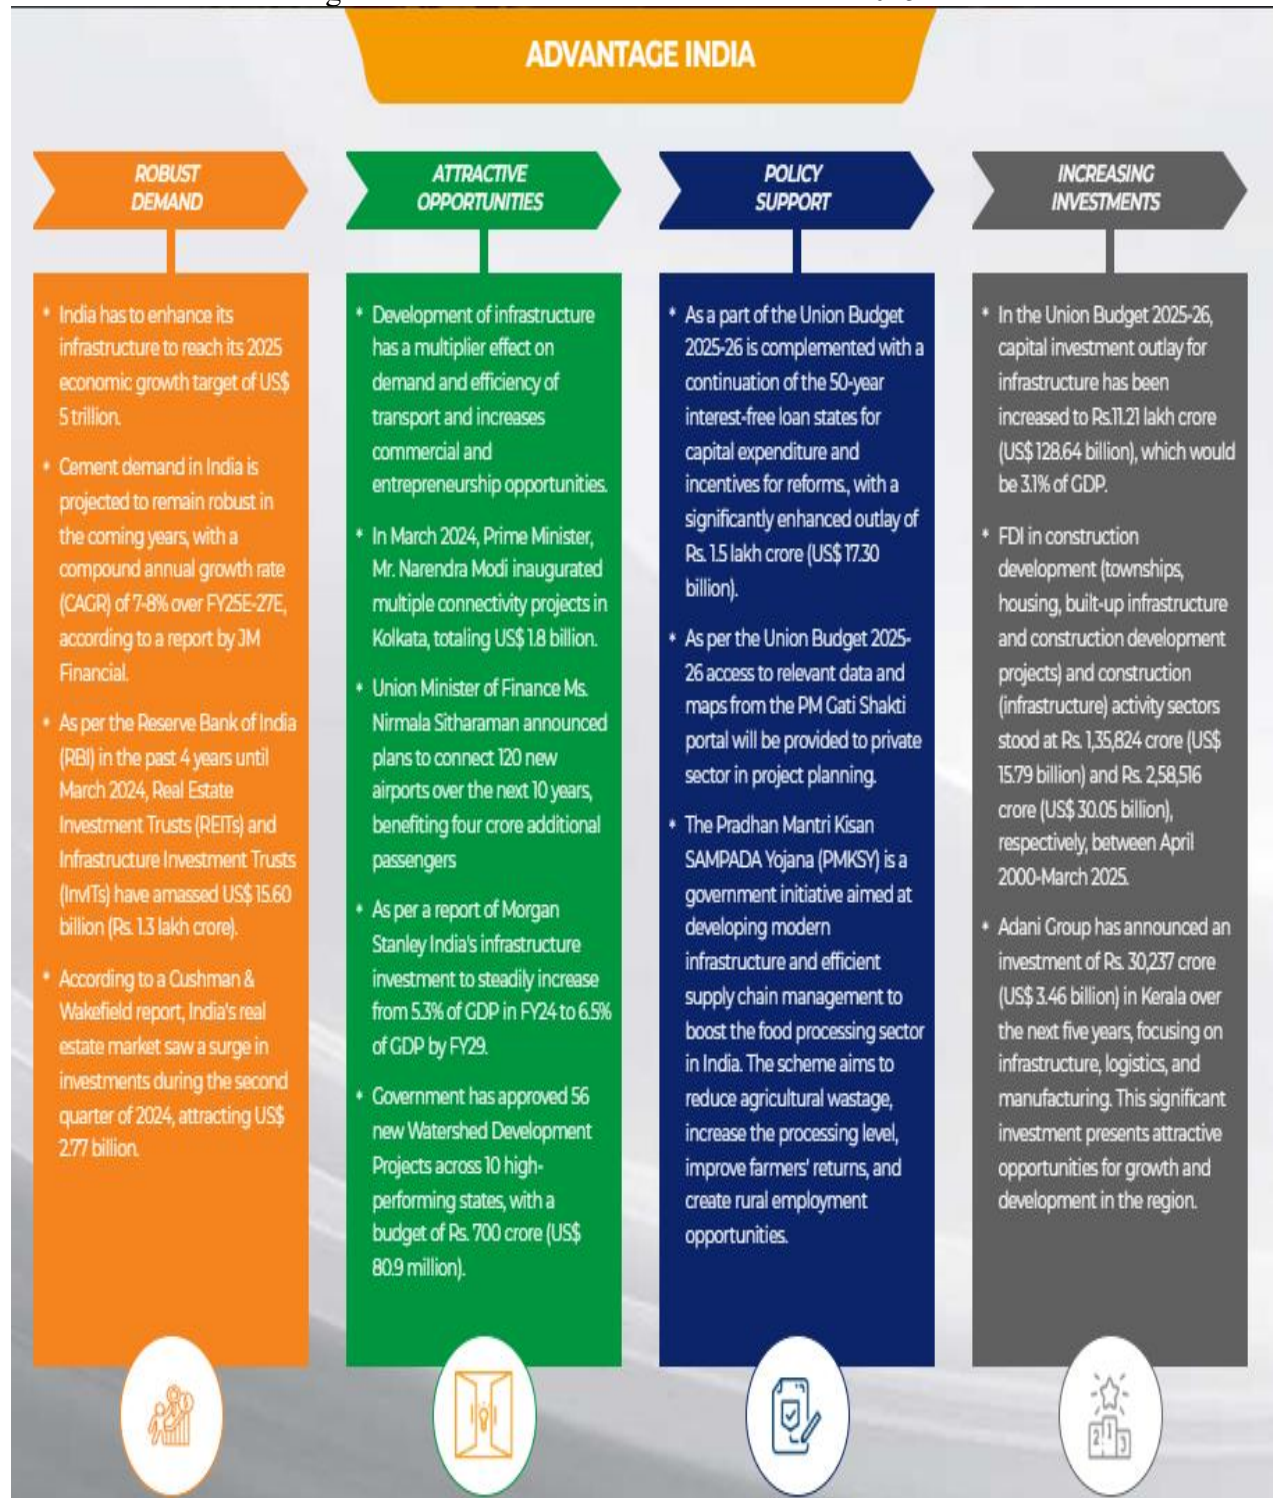 ADVANTAGE INDIA
ROBUST
DEMAND
* India has to enhance its
infrastructure to reach its 2025
economic growth target of US$
5 trillion.
* Cement demand in India is
projected to remain robust in
the coming years, with a
compound annual growth rate
(CAGR) of 7-8% over FY25E-27E,
according to a report by JM
Financial.
* As per the Reserve Bank of India
(RBI) in the past 4 years until
March 2024, Real Estate
Investment Trusts (REITs) and
Infrastructure Investment Trusts
(InvITs) have amassed US$ 15.60
billion (Rs. 1.3 lakh crore).
* According to a Cushman &
Wakefield report, India's real
estate market saw a surge in
investments during the second
quarter of 2024, attracting US$
2.77 billion.
ATTRACTIVE
OPPORTUNITIES
* Development of infrastructure
has a multiplier effect on
demand and efficiency of
transport and increases
commercial and
entrepreneurship opportunities.
* In March 2024, Prime Minister,
Mr. Narendra Modi inaugurated
multiple connectivity projects in
Kolkata, totaling US$ 1.8 billion.
* Union Minister of Finance Ms.
Nirmala Sitharaman announced
plans to connect 120 new
airports over the next 10 years,
benefiting four crore additional
passengers
* As per a report of Morgan
Stanley India's infrastructure
investment to steadily increase
from 5.3% of GDP in FY24 to 6.5%
of GDP by FY29.
* Government has approved 56
new Watershed Development
Projects across 10 high-
performing states, with a
budget of Rs. 700 crore (US$
80.9 million).
POLICY
SUPPORT
* As a part of the Union Budget
2025-26 is complemented with a
continuation of the 50-year
interest-free loan states for
capital expenditure and
incentives for reforms., with a
significantly enhanced outlay of
Rs. 1.5 lakh crore (US$ 17.30
billion).
* As per the Union Budget 2025-
26 access to relevant data and
maps from the PM Gati Shakti
portal will be provided to private
sector in project planning.
* The Pradhan Mantri Kisan
SAMPADA Yojana (PMKSY) is a
government initiative aimed at
developing modern
infrastructure and efficient
supply chain management to
boost the food processing sector
in India. The scheme aims to
reduce agricultural wastage,
increase the processing level,
improve farmers' returns, and
create rural employment
opportunities.
INCREASING
INVESTMENTS
* In the Union Budget 2025-26,
capital investment outlay for
infrastructure has been
increased to Rs.11.21 lakh crore
(US$ 128.64 billion), which would
be 3.1% of GDP.
* FDI in construction
development (townships,
housing, built-up infrastructure
and construction development
projects) and construction
(infrastructure) activity sectors
stood at Rs. 1,35,824 crore (US$
15.79 billion) and Rs. 2,58,516
crore (US$ 30.05 billion),
respectively, between April
2000-March 2025.
* Adani Group has announced an
investment of Rs. 30,237 crore
(US$ 3.46 billion) in Kerala over
the next five years, focusing on
infrastructure, logistics, and
manufacturing. This significant
investment presents attractive
opportunities for growth and
development in the region.
2 1 3